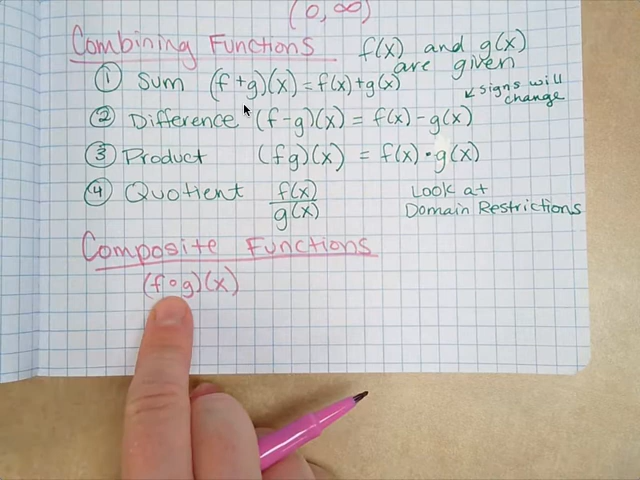 (0, ∞)
Combining Functions f(x) and g(x) are given
① Sum (f+g)(x) = f(x)+g(x)
↙ signs will change
② Difference (f-g)(x) = f(x)-g(x)
③ Product (fg)(x) = f(x)•g(x)
④ Quotient f(x)/g(x) Look at Domain Restrictions
Composite Functions
(f∘g)(x)